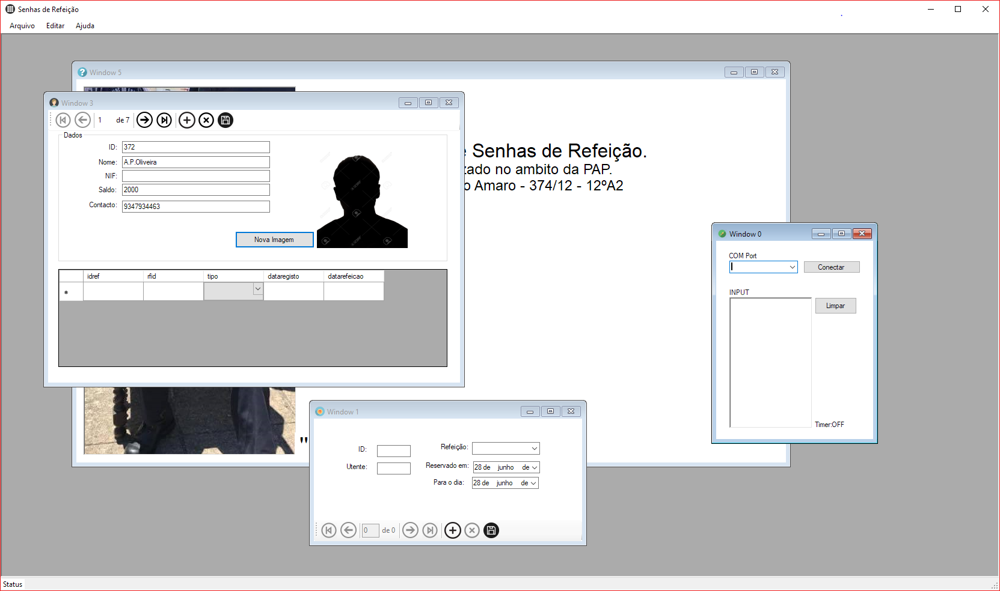 Senhas de Refeição
Arquivo Editar Ajuda
Window 5
Senhas de Refeição.
zado no ambito da PAP.
o Amaro - 374/12 - 12ºA2
"
Window 3
1 de 7
Dados
ID: 372
Nome: A.P.Oliveira
NIF:
Saldo: 2000
Contacto: 9347934463
Nova Imagem
idref rfid tipo dataregisto datarefeicao
Window 0
COM Port
Conectar
INPUT
Limpar
Timer:OFF
Window 1
ID: Refeição:
Utente: Reservado em: 28 de junho de
Para o dia: 28 de junho de
0 de 0
Status